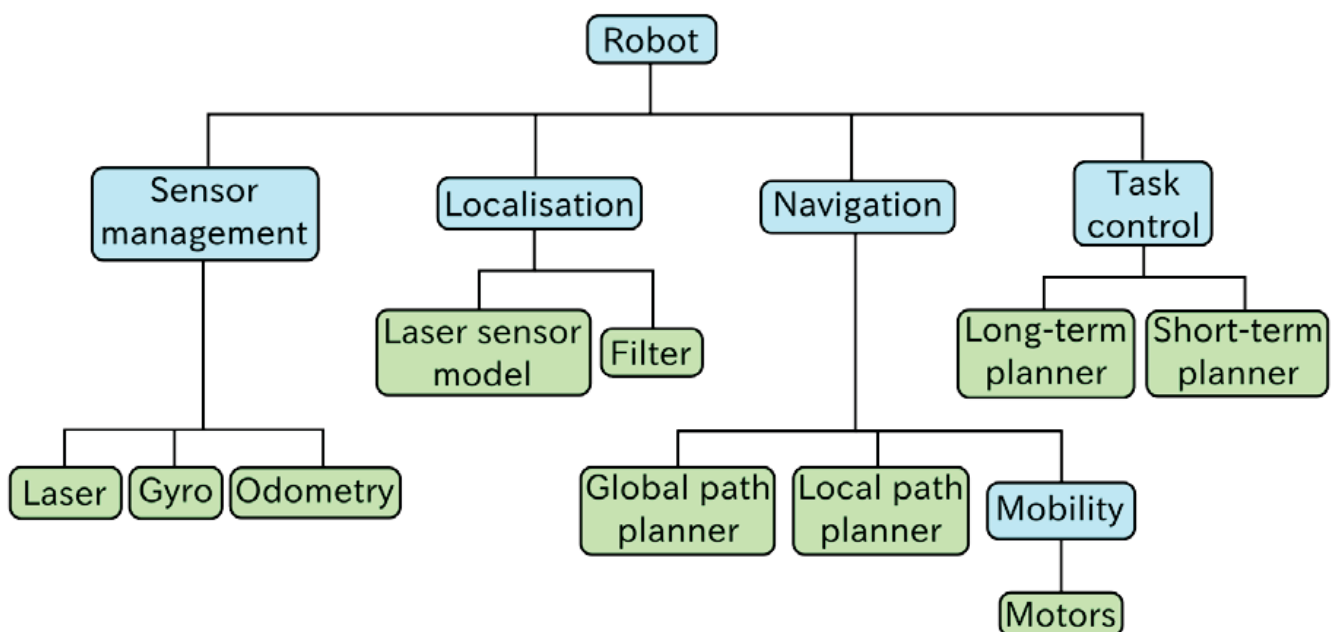 Robot
Sensor
management
Localisation
Navigation
Task
control
Laser sensor
model
Filter
Long-term
planner
Short-term
planner
Laser
Gyro
Odometry
Global path
planner
Local path
planner
Mobility
Motors